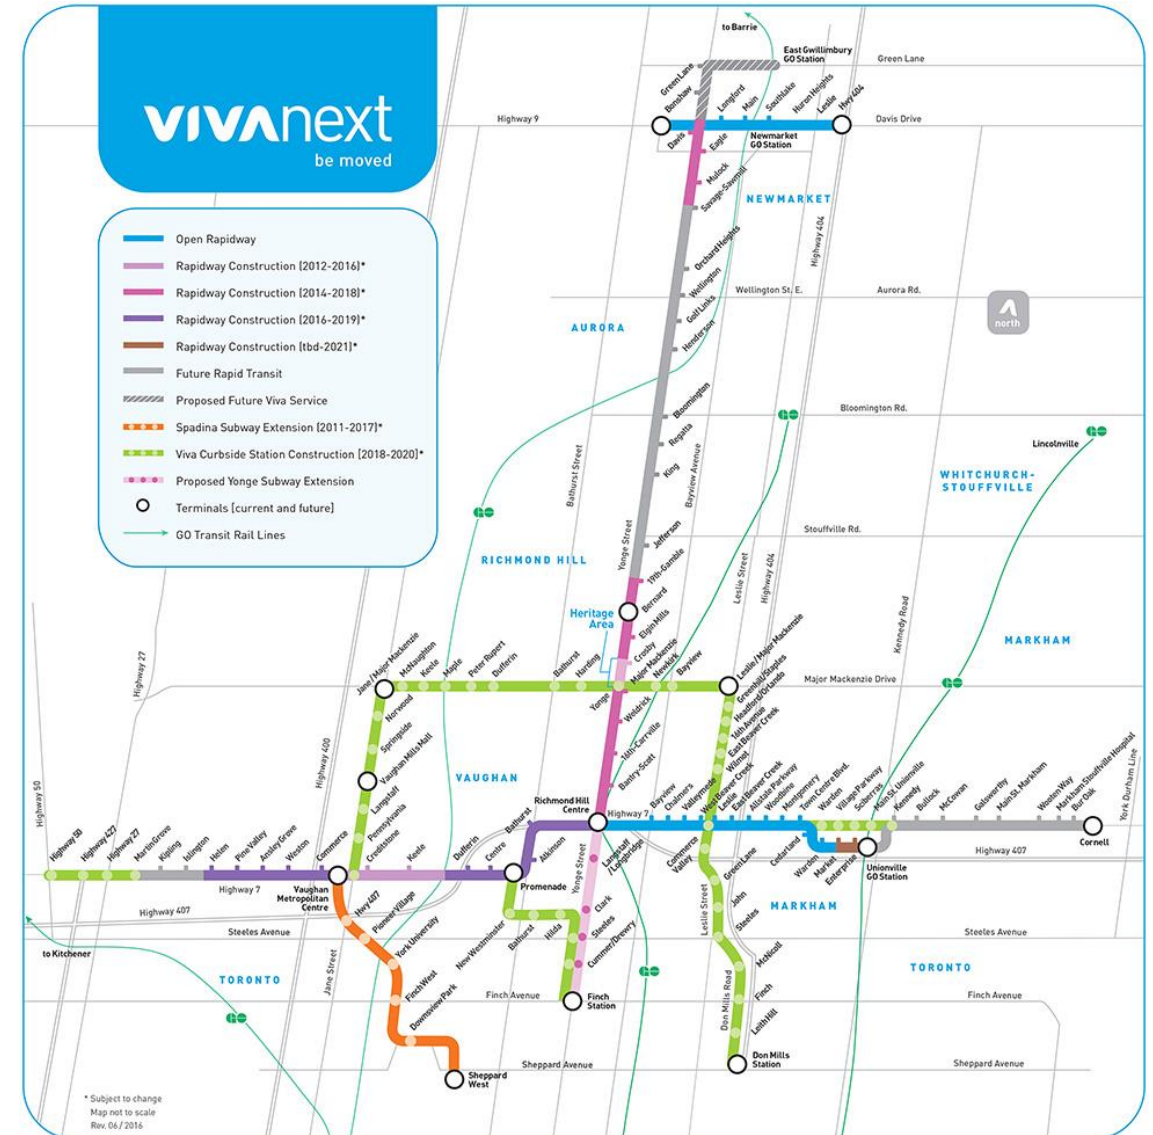 vivanext
be moved
Open Rapidway
Rapidway Construction [2012-2016]*
Rapidway Construction [2014-2018]*
Rapidway Construction [2016-2019]*
Rapidway Construction [tbd-2021]*
Future Rapid Transit
Proposed Future Viva Service
Spadina Subway Extension [2011-2017]*
Viva Curbside Station Construction [2018-2020]*
Proposed Yonge Subway Extension
Terminals [current and future]
GO Transit Rail Lines
to Barrie
East Gwillimbury
GO Station
Green Lane
Green Lane
Bonshaw
Longford
Main
Southlake
Huron Heights
Leslie
Hwy 404
Highway 9
Davis Drive
Davis
Eagle
Newmarket
GO Station
Mulock
Savage-Sawmill
NEWMARKET
Highway 404
Orchard Heights
Wellington
Wellington St. E.
Aurora Rd.
Golf Links
Henderson
AURORA
north
Bloomington
Bloomington Rd.
Regatta
King
Bathurst Street
Bayview Avenue
Lincolnville
WHITCHURCH-
STOUFFVILLE
Yonge Street
Jefferson
Stouffville Rd.
19th-Gamble
RICHMOND HILL
Leslie Street
Highway 404
Heritage
Area
Bernard
Elgin Mills
Crosby
Major Mackenzie
Newkirk
Bayview
Kennedy Road
MARKHAM
Highway 27
Jane / Major Mackenzie
McNaughton
Keele
Maple
Peter Rupert
Dufferin
Bathurst
Harding
Yonge
Leslie / Major Mackenzie
Major Mackenzie Drive
Greenhill/Staples
Headford/Orlando
16th Avenue
East Beaver Creek
Wilmot
West Beaver Creek
Norwood
Springside
Vaughan Mills Mall
Langstaff
Pennsylvania
Weldrick
16th-Carrville
Bantry-Scott
Highway 400
VAUGHAN
Highway 50
York Durham Line
Richmond Hill
Centre
Highway 7
Bayview
Chalmers
Valleymede
Leslie
East Beaver Creek
Allstate Parkway
Woodbine
Montgomery
Town Centre Blvd.
Warden
Village Parkway
Sciberras
Main St. Unionville
Kennedy
Bullock
McCowan
Galsworthy
Main St. Markham
Wooten Way
Markham Stouffville Hospital
Bur Oak
Cornell
Highway 50
Highway 427
Highway 27
Martin Grove
Kipling
Islington
Helen
Pine Valley
Ansley Grove
Weston
Commerce
Creditstone
Keele
Dufferin
Centre
Bathurst
Atkinson
Promenade
Highway 7
Vaughan
Metropolitan
Centre
Highway 407
Langstaff
/Longbridge
Commerce
Valley
Cedarland
Warden
Market
Enterprise
Unionville
GO Station
Highway 407
Yonge Street
Green Lane
John
Steeles
Leslie Street
MARKHAM
Hwy 407
Pioneer Village
York University
Finch West
Downsview Park
Sheppard
West
Steeles Avenue
Jane Street
New Westminster
Bathurst
Hilda
Clark
Steeles
Cummer/Drewry
Finch
Station
Finch Avenue
Steeles Avenue
to Kitchener
TORONTO
TORONTO
McNicoll
Finch
Leith Hill
Don Mills Road
Don Mills
Station
Finch Avenue
Sheppard Avenue
Sheppard Avenue
* Subject to change
Map not to scale
Rev. 06 / 2016